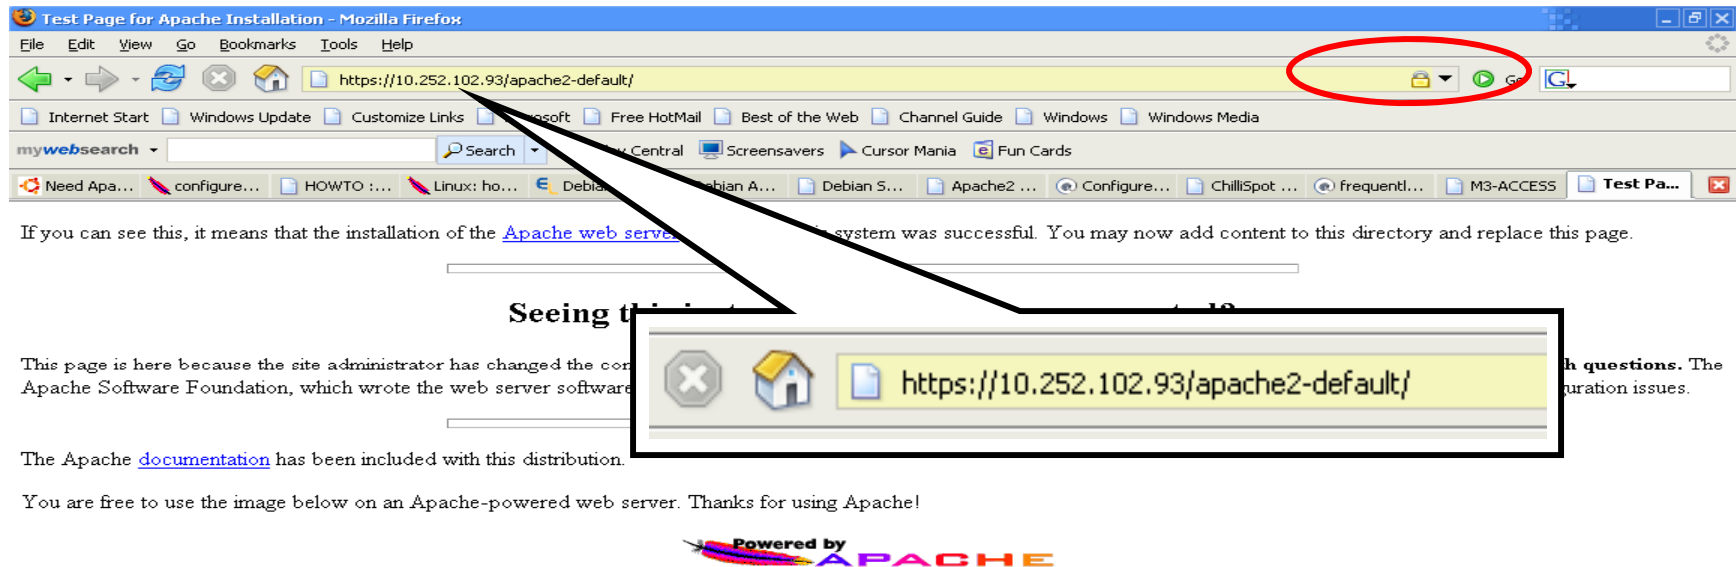 Test Page for Apache Installation - Mozilla Firefox
File Edit View Go Bookmarks Tools Help
https://10.252.102.93/apache2-default/ G
Internet Start Windows Update Customize Links Free HotMail Best of the Web Channel Guide Windows Windows Media
mywebsearch Search Central Screensavers Cursor Mania Fun Cards
Need Apa... configure... HOWTO :... Linux: ho... Debian A... Debian S... Apache2 ... Configure... ChilliSpot ... frequentl... M3-ACCESS Test Pa...
If you can see this, it means that the installation of the Apache web server system was successful. You may now add content to this directory and replace this page.
Seeing
This page is here because the site administrator has changed the questions. The
Apache Software Foundation, which wrote the web server software issues.
https://10.252.102.93/apache2-default/
The Apache documentation has been included with this distribution.
You are free to use the image below on an Apache-powered web server. Thanks for using Apache!
Powered by
APACHE